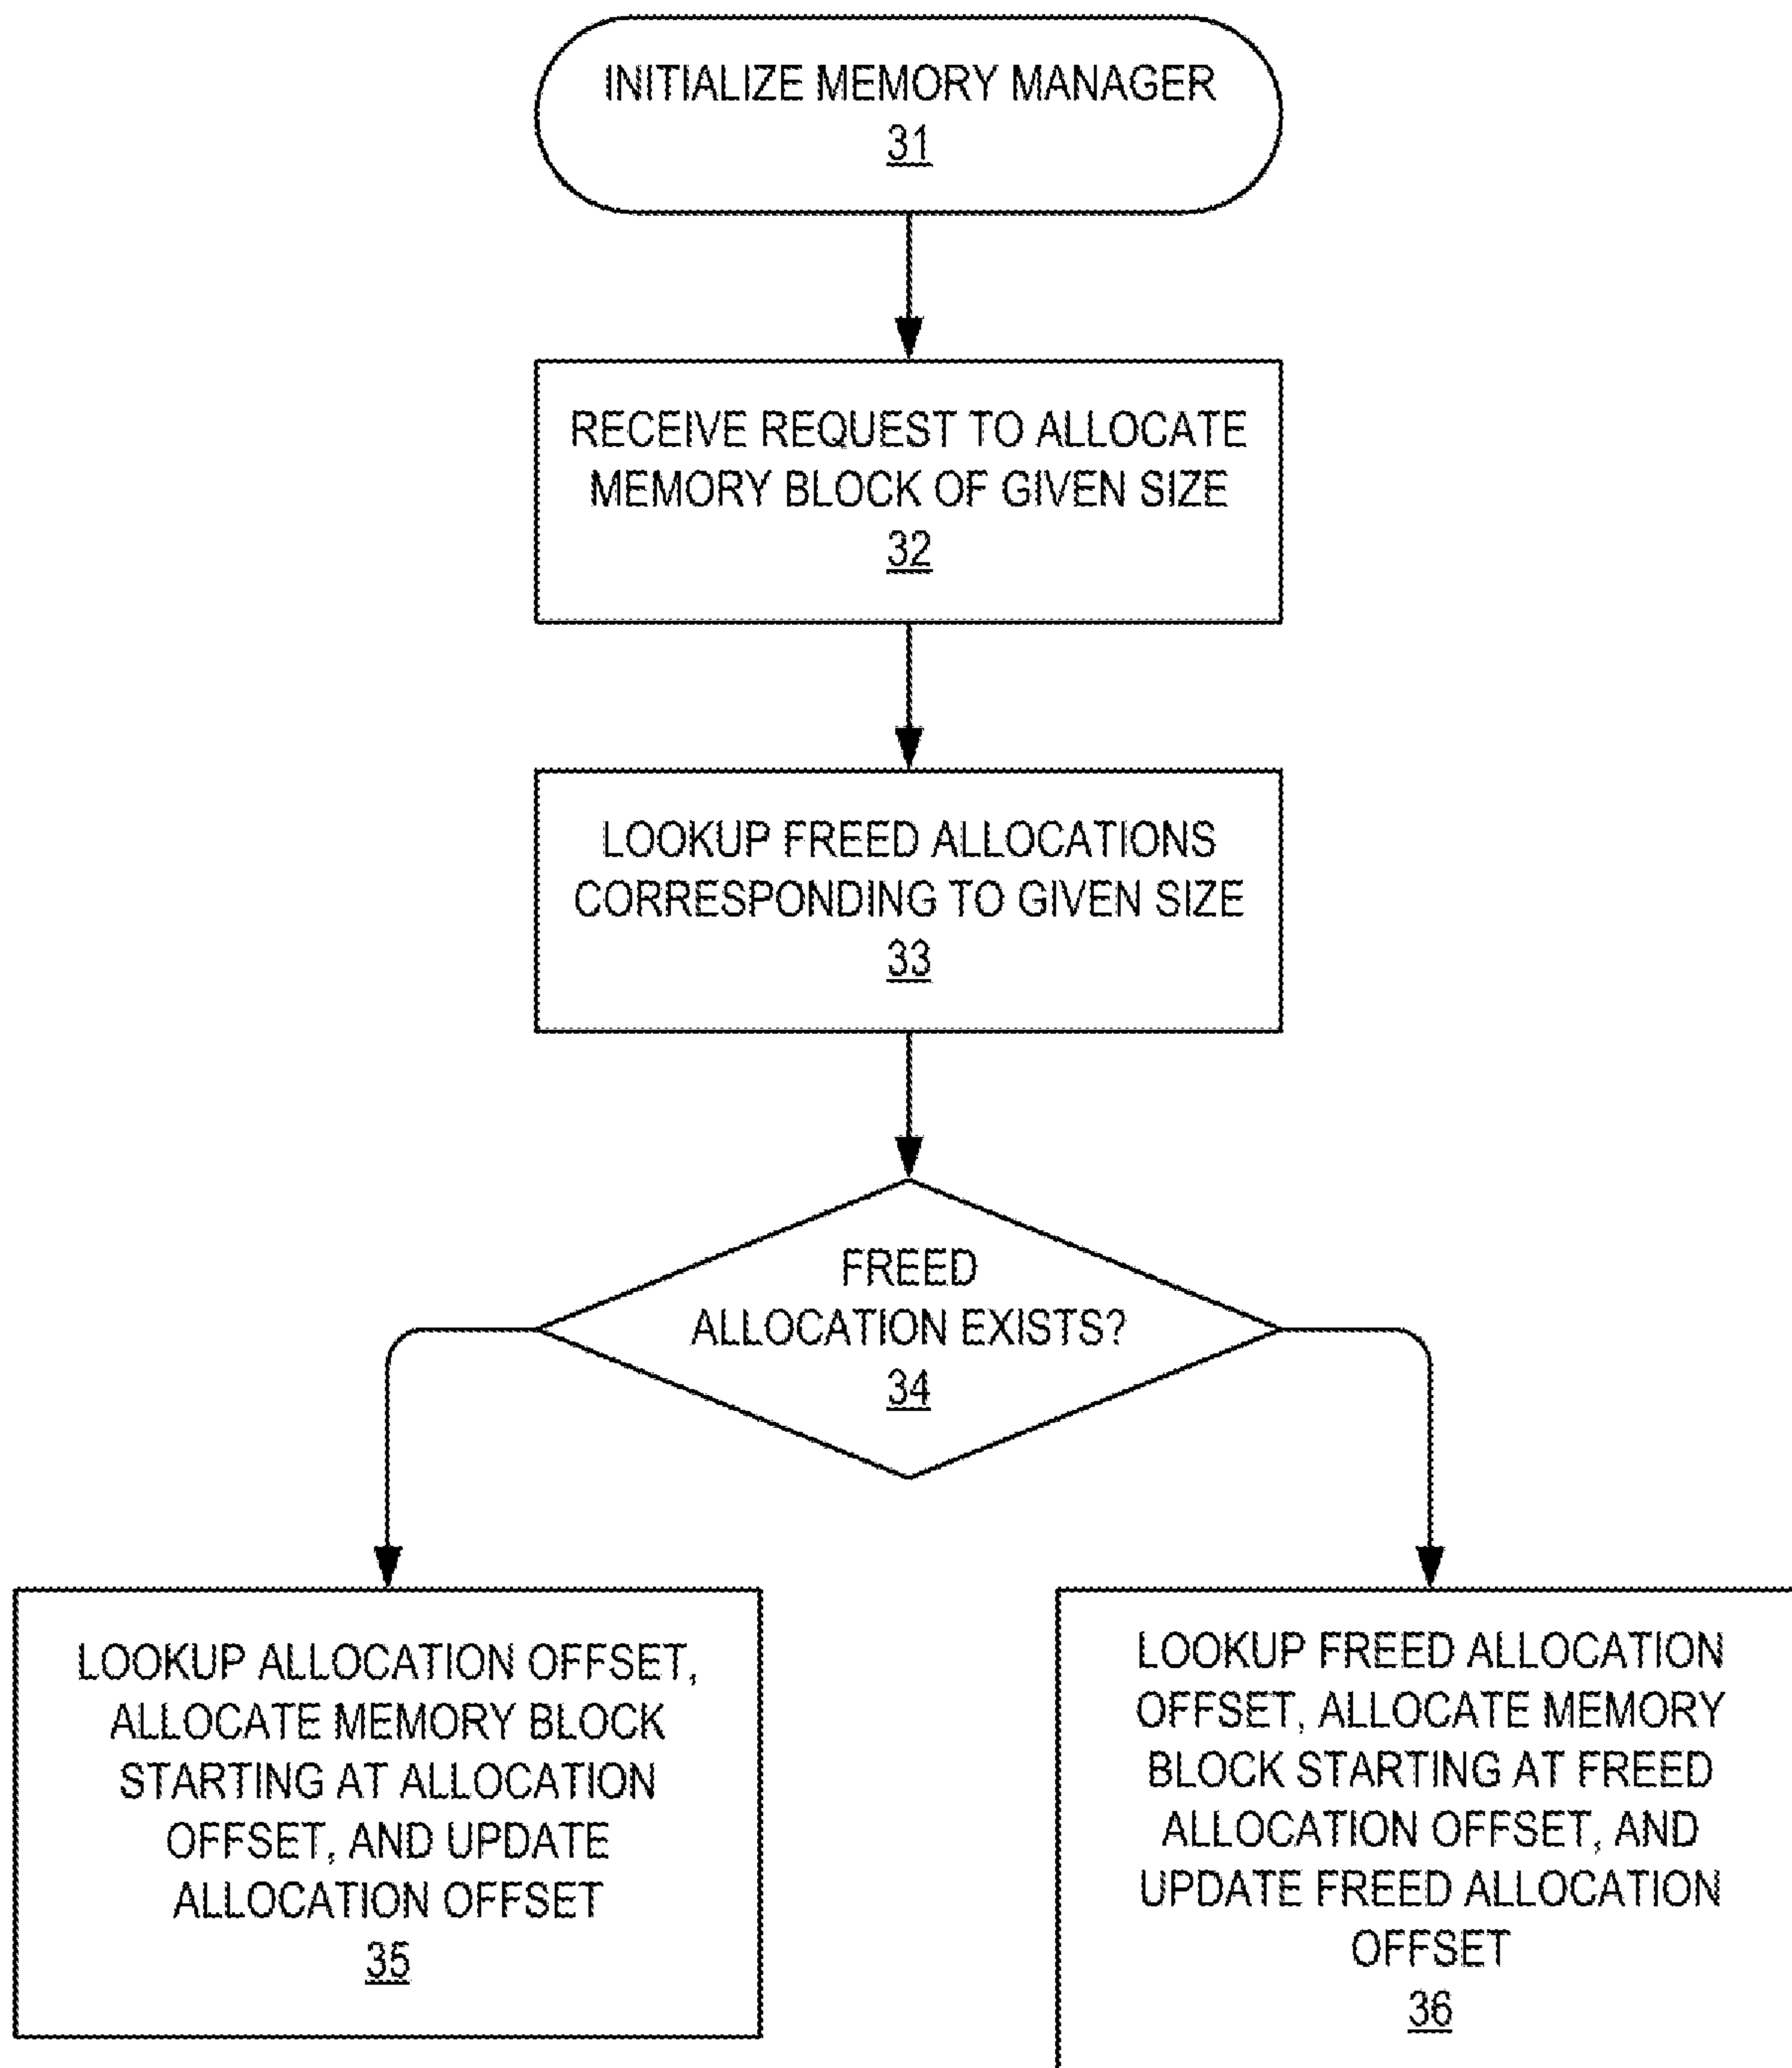 INITIALIZE MEMORY MANAGER
31
RECEIVE REQUEST TO ALLOCATE
MEMORY BLOCK OF GIVEN SIZE
32
LOOKUP FREED ALLOCATIONS
CORRESPONDING TO GIVEN SIZE
33
FREED
ALLOCATION EXISTS?
34
LOOKUP ALLOCATION OFFSET,
ALLOCATE MEMORY BLOCK
STARTING AT ALLOCATION
OFFSET, AND UPDATE
ALLOCATION OFFSET
35
LOOKUP FREED ALLOCATION
OFFSET, ALLOCATE MEMORY
BLOCK STARTING AT FREED
ALLOCATION OFFSET, AND
UPDATE FREED ALLOCATION
OFFSET
36